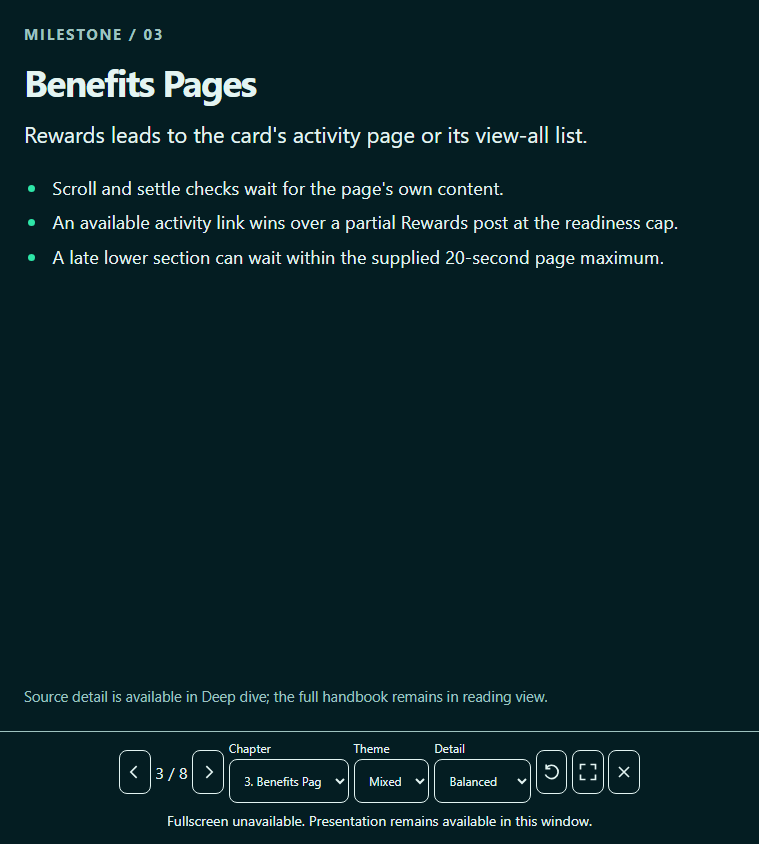 MILESTONE / 03
Benefits Pages
Rewards leads to the card's activity page or its view-all list.
Scroll and settle checks wait for the page's own content.
An available activity link wins over a partial Rewards post at the readiness cap.
A late lower section can wait within the supplied 20-second page maximum.
Source detail is available in Deep dive; the full handbook remains in reading view.
Chapter Theme Detail
3 / 8 3. Benefits Pag Mixed Balanced
Fullscreen unavailable. Presentation remains available in this window.